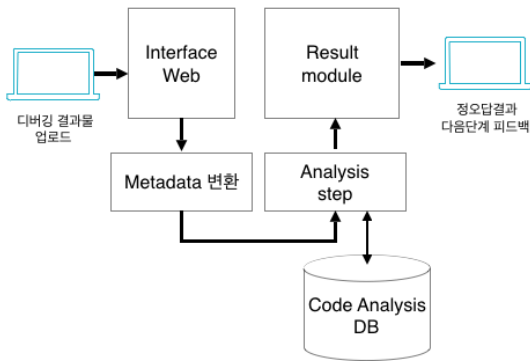 Interface
Web
Result
module
디버깅 결과물
업로드
정오답결과
다음단계 피드백
Metadata 변환
Analysis
step
Code Analysis
DB